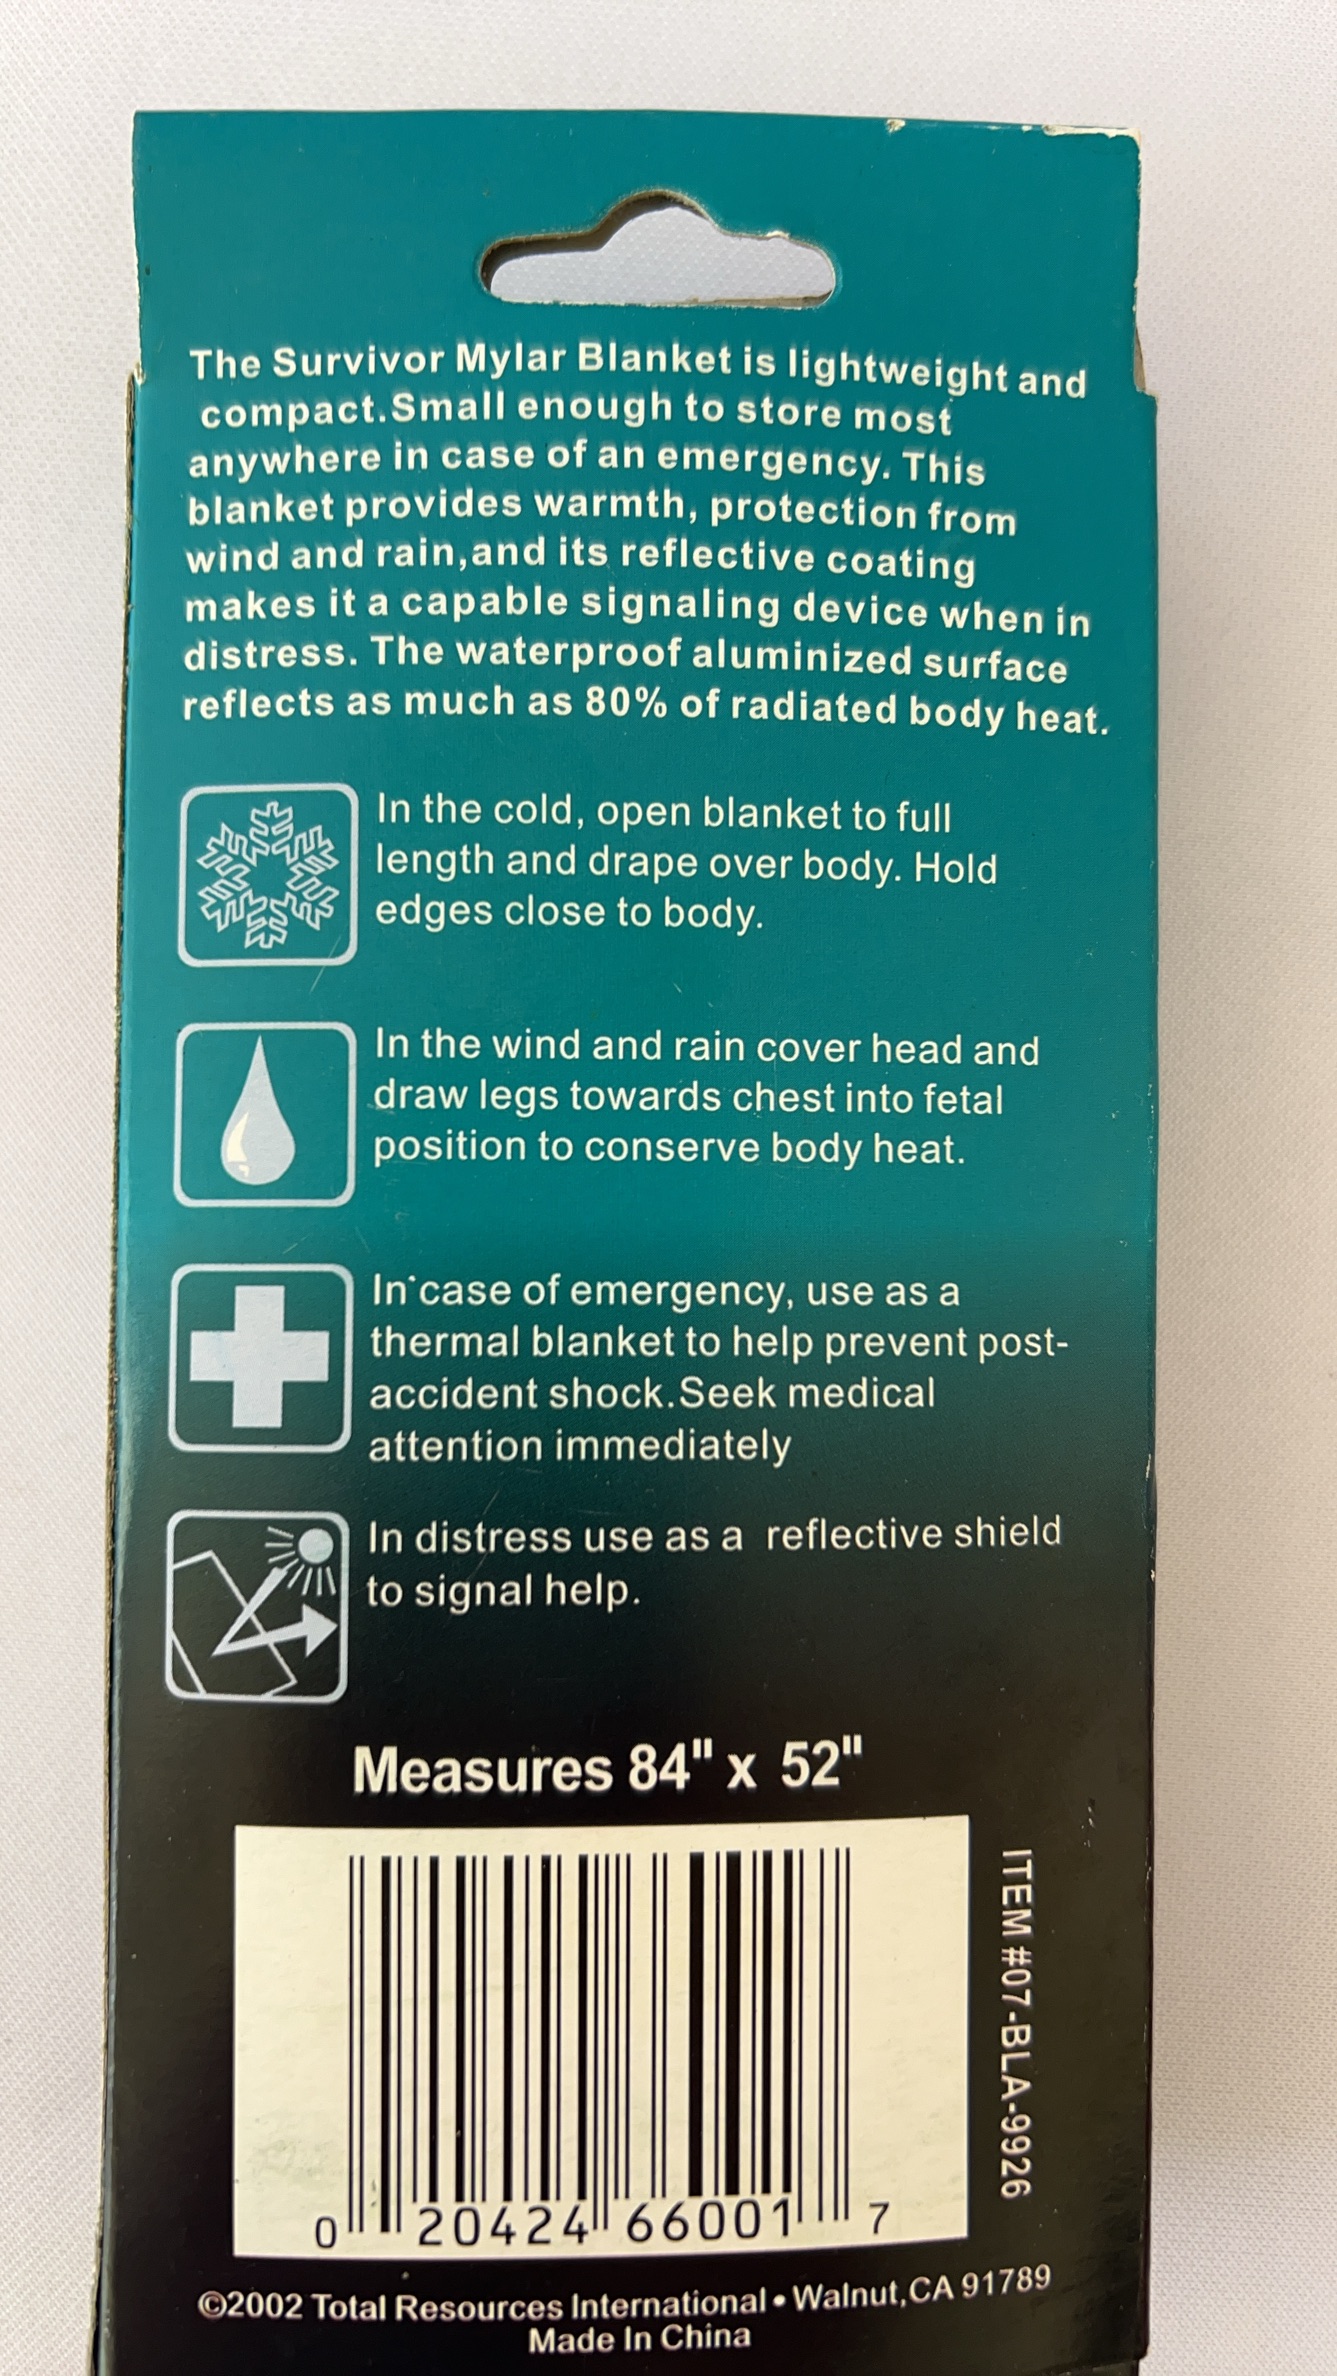 The Survivor Mylar Blanket is lightweight and
compact.Small enough to store most
anywhere in case of an emergency. This
blanket provides warmth, protection from
wind and rain,and its reflective coating
makes it a capable signaling device when in
distress. The waterproof aluminized surface
reflects as much as 80% of radiated body heat.
In the cold, open blanket to full
length and drape over body. Hold
edges close to body.
In the wind and rain cover head and
draw legs towards chest into fetal
position to conserve body heat.
In case of emergency, use as a
thermal blanket to help prevent post-
accident shock.Seek medical
attention immediately
In distress use as a reflective shield
to signal help.
Measures 84" x 52"
ITEM #07-BLA-9926
0 20424 66001 7
©2002 Total Resources International • Walnut,CA 91789
Made In China